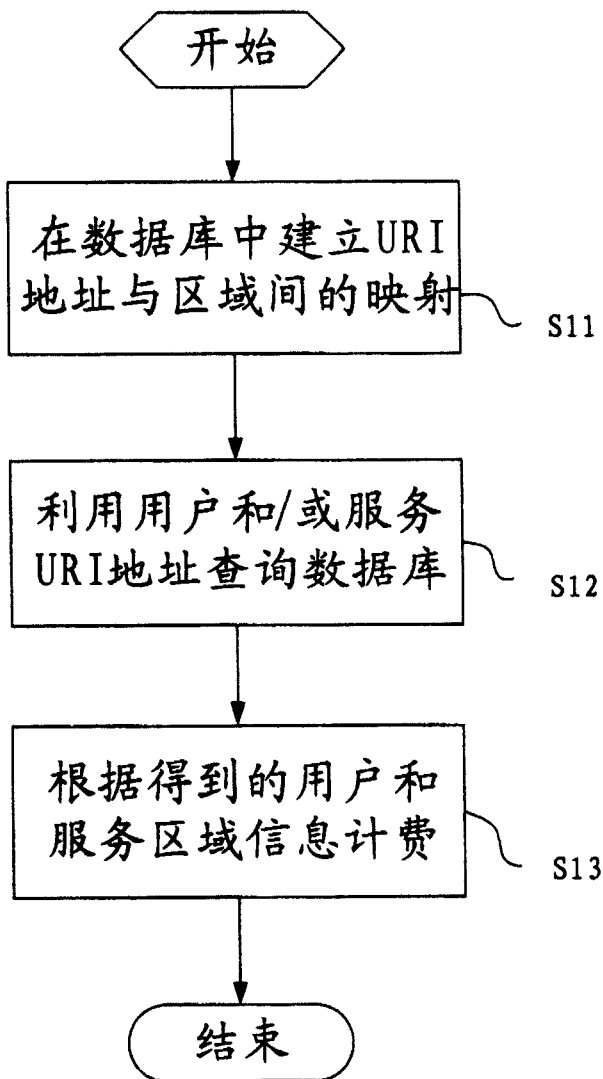 开始
在数据库中建立URI
地址与区域间的映射
S11
利用用户和/或服务
URI地址查询数据库
S12
根据得到的用户和
服务区域信息计费
S13
结束